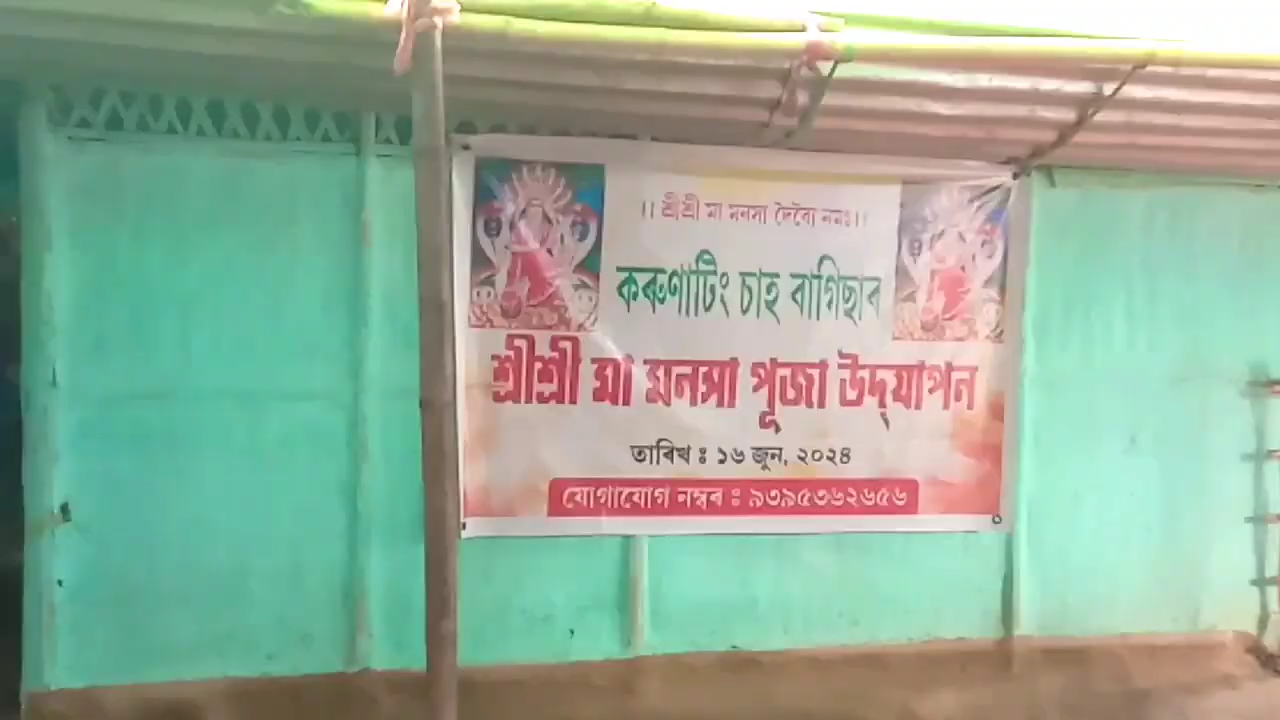 ।। শ্রীশ্রী মা মনসা দৈব্যৈ নমঃ।।
কৰুণাটিং চাহ বাগিছাৰ
শ্রীশ্রী মা মনসা পূজা উদ্‌যাপন
তাৰিখ : ১৬ জুন, ২০২৪
যোগাযোগ নম্বৰ : ৯৩৯৫৩৬২৬৫৬